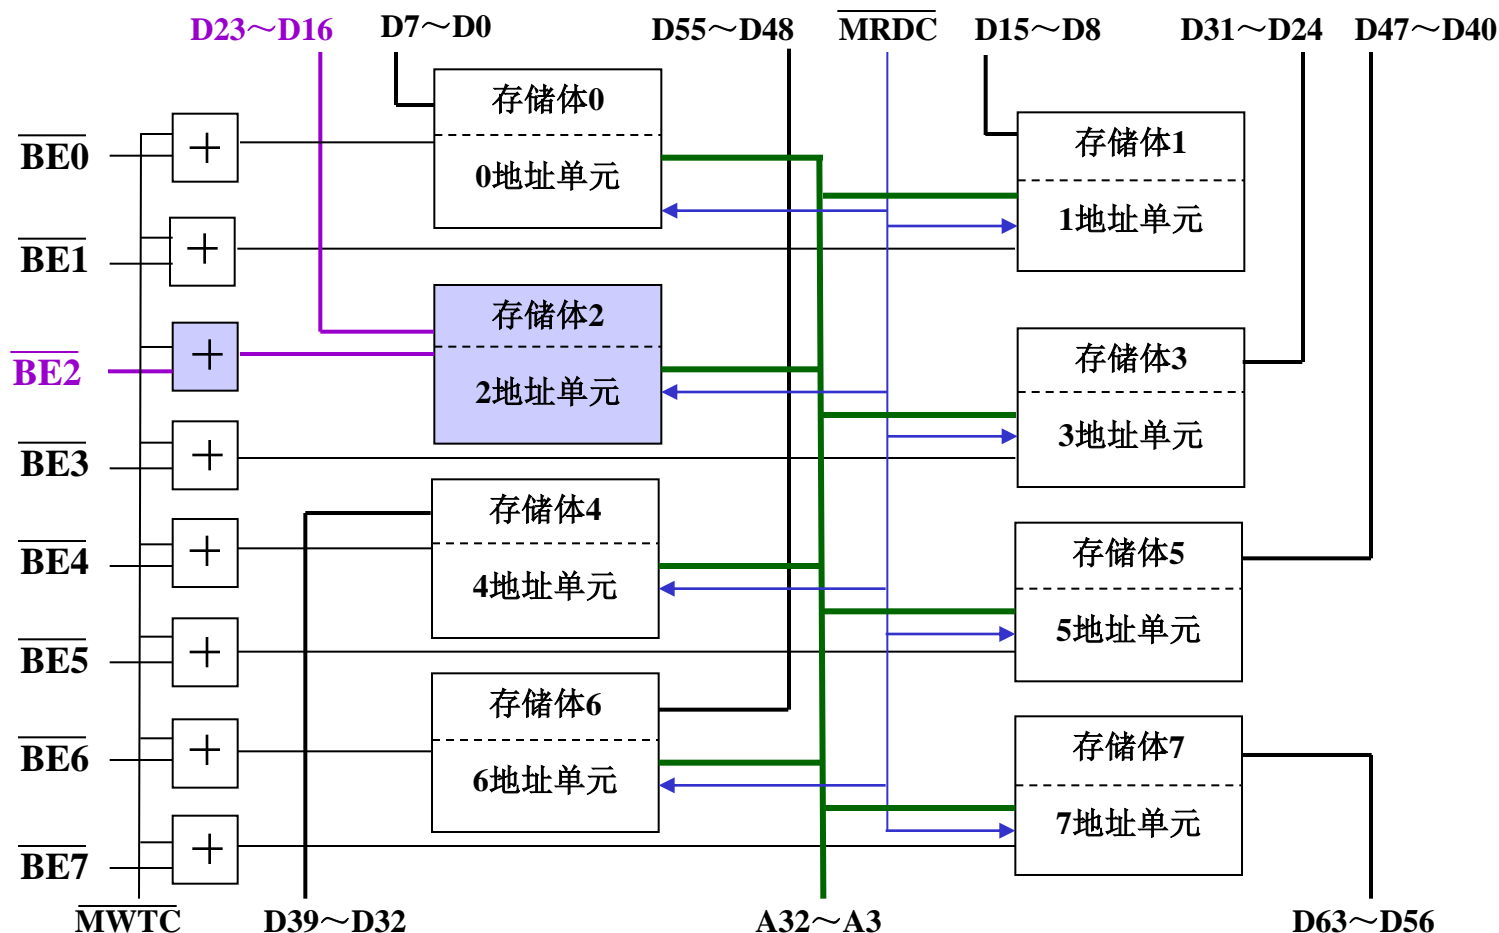 D23～D16
D7～D0
D55～D48
MRDC
D15～D8
D31～D24
D47～D40
存储体0
0地址单元
存储体1
1地址单元
BE0
+
BE1
+
存储体2
2地址单元
BE2
+
存储体3
3地址单元
BE3
+
存储体4
4地址单元
BE4
+
存储体5
5地址单元
BE5
+
存储体6
6地址单元
BE6
+
存储体7
7地址单元
BE7
+
MWTC
D39～D32
A32～A3
D63～D56